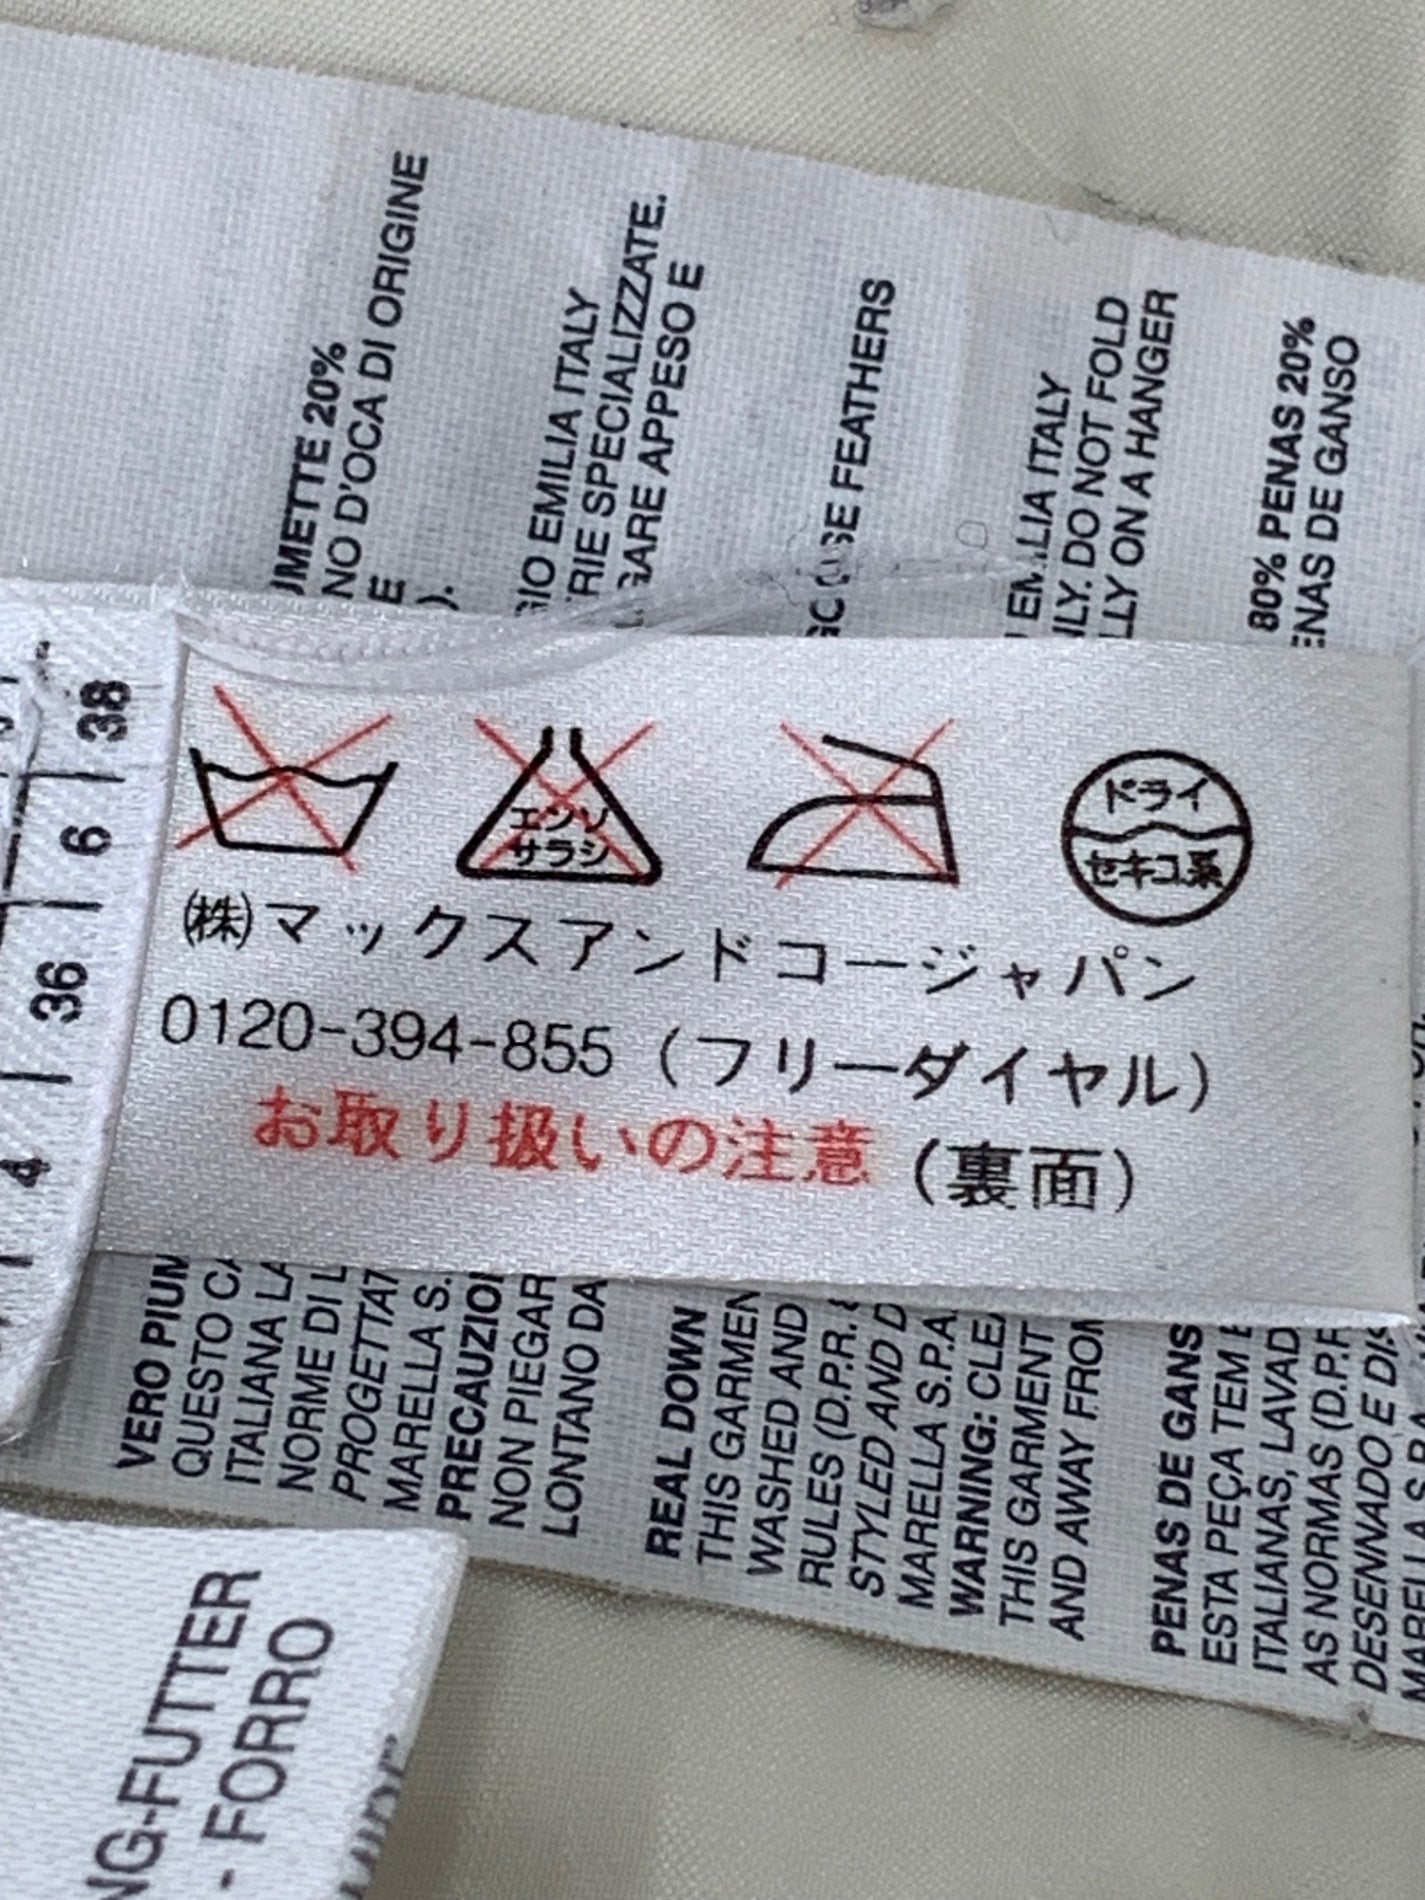 UMETTE 20%
NO D'OCA DI ORIGINE
E
).
GIO EMILIA ITALY
RIE SPECIALIZZATE.
GARE APPESO E
GOOSE FEATHERS
EMILIA ITALY
NLY. DO NOT FOLD
LLY ON A HANGER
80% PENAS 20%
ENAS DE GANSO
38
6
36
4
エンソ
サラシ
ドライ
セキユ系
㈱マックスアンドコージャパン
0120-394-855（フリーダイヤル）
お取り扱いの注意（裏面）
VERO PIUM
QUESTO CA
ITALIANA LA
NORME DI L
PROGETTAT
MARELLA S.
PRECAUZION
NON PIEGAR
LONTANO DA
REAL DOWN
THIS GARMEN
WASHED AND
RULES (D.P.R. &
STYLED AND D
MARELLA S.P.A.
WARNING: CLEA
THIS GARMENT
AND AWAY FROM
PENAS DE GANS
ESTA PEÇA TEM E
ITALIANAS, LAVAD
AS NORMAS (D.P.R
DESENNADO E DIS
MARELLA S.P.A.
NG-FUTTER
- FORRO